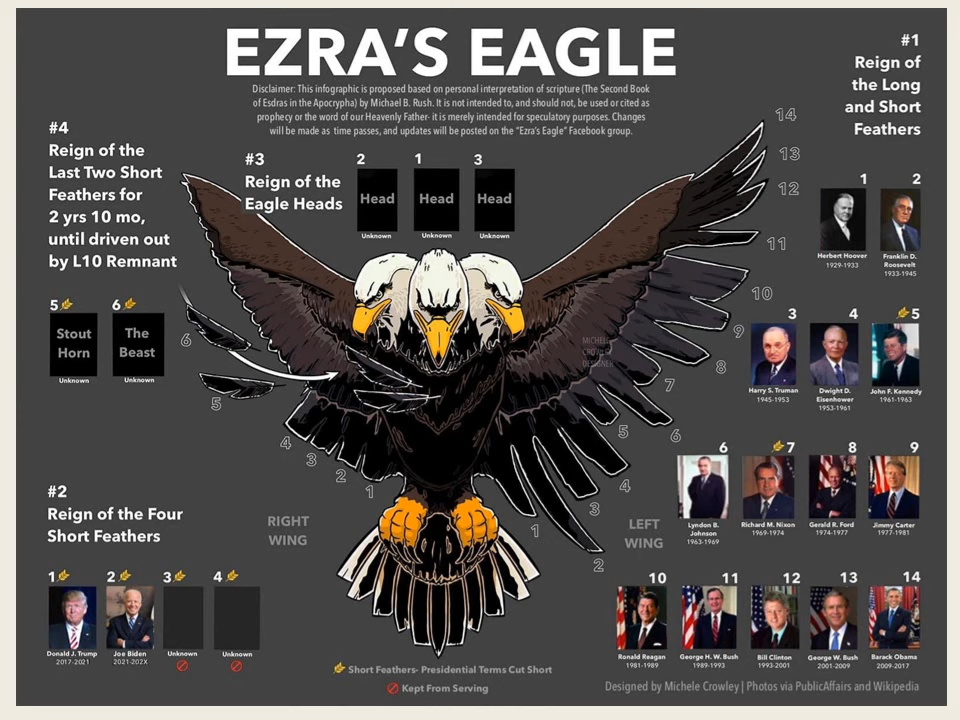 EZRA'S EAGLE
Disclaimer: This infographic is proposed based on personal interpretation of scripture (The Second Book
of Esdras in the Apocrypha) by Michael B. Rush. It is not intended to, and should not, be used or cited as
prophecy or the word of our Heavenly Father- it is merely intended for speculatory purposes. Changes
will be made as time passes, and updates will be posted on the "Ezra's Eagle" Facebook group.
#1
Reign of
the Long
and Short
Feathers
1
2
Herbert Hoover
1929-1933
Franklin D.
Roosevelt
1933-1945
3
4
5
Harry S. Truman
1945-1953
Dwight D.
Eisenhower
1953-1961
John F. Kennedy
1961-1963
6
7
8
9
Lyndon B.
Johnson
1963-1969
Richard M. Nixon
1969-1974
Gerald R. Ford
1974-1977
Jimmy Carter
1977-1981
10
11
12
13
14
Ronald Reagan
1981-1989
George H. W. Bush
1989-1993
Bill Clinton
1993-2001
George W. Bush
2001-2009
Barack Obama
2009-2017
#2
Reign of the Four
Short Feathers
1
2
3
4
Donald J. Trump
2017-2021
Joe Biden
2021-202X
Unknown
Unknown
#3
Reign of the
Eagle Heads
2
1
3
Head
Head
Head
Unknown
Unknown
Unknown
#4
Reign of the
Last Two Short
Feathers for
2 yrs 10 mo,
until driven out
by L10 Remnant
5
6
Stout
Horn
The
Beast
Unknown
Unknown
14
13
12
11
10
9
8
7
6
5
4
3
2
1
LEFT
WING
6
5
4
3
2
1
RIGHT
WING
MICHELE
CROWLEY
DESIGNER
Short Feathers- Presidential Terms Cut Short
Kept From Serving
Designed by Michele Crowley | Photos via PublicAffairs and Wikipedia